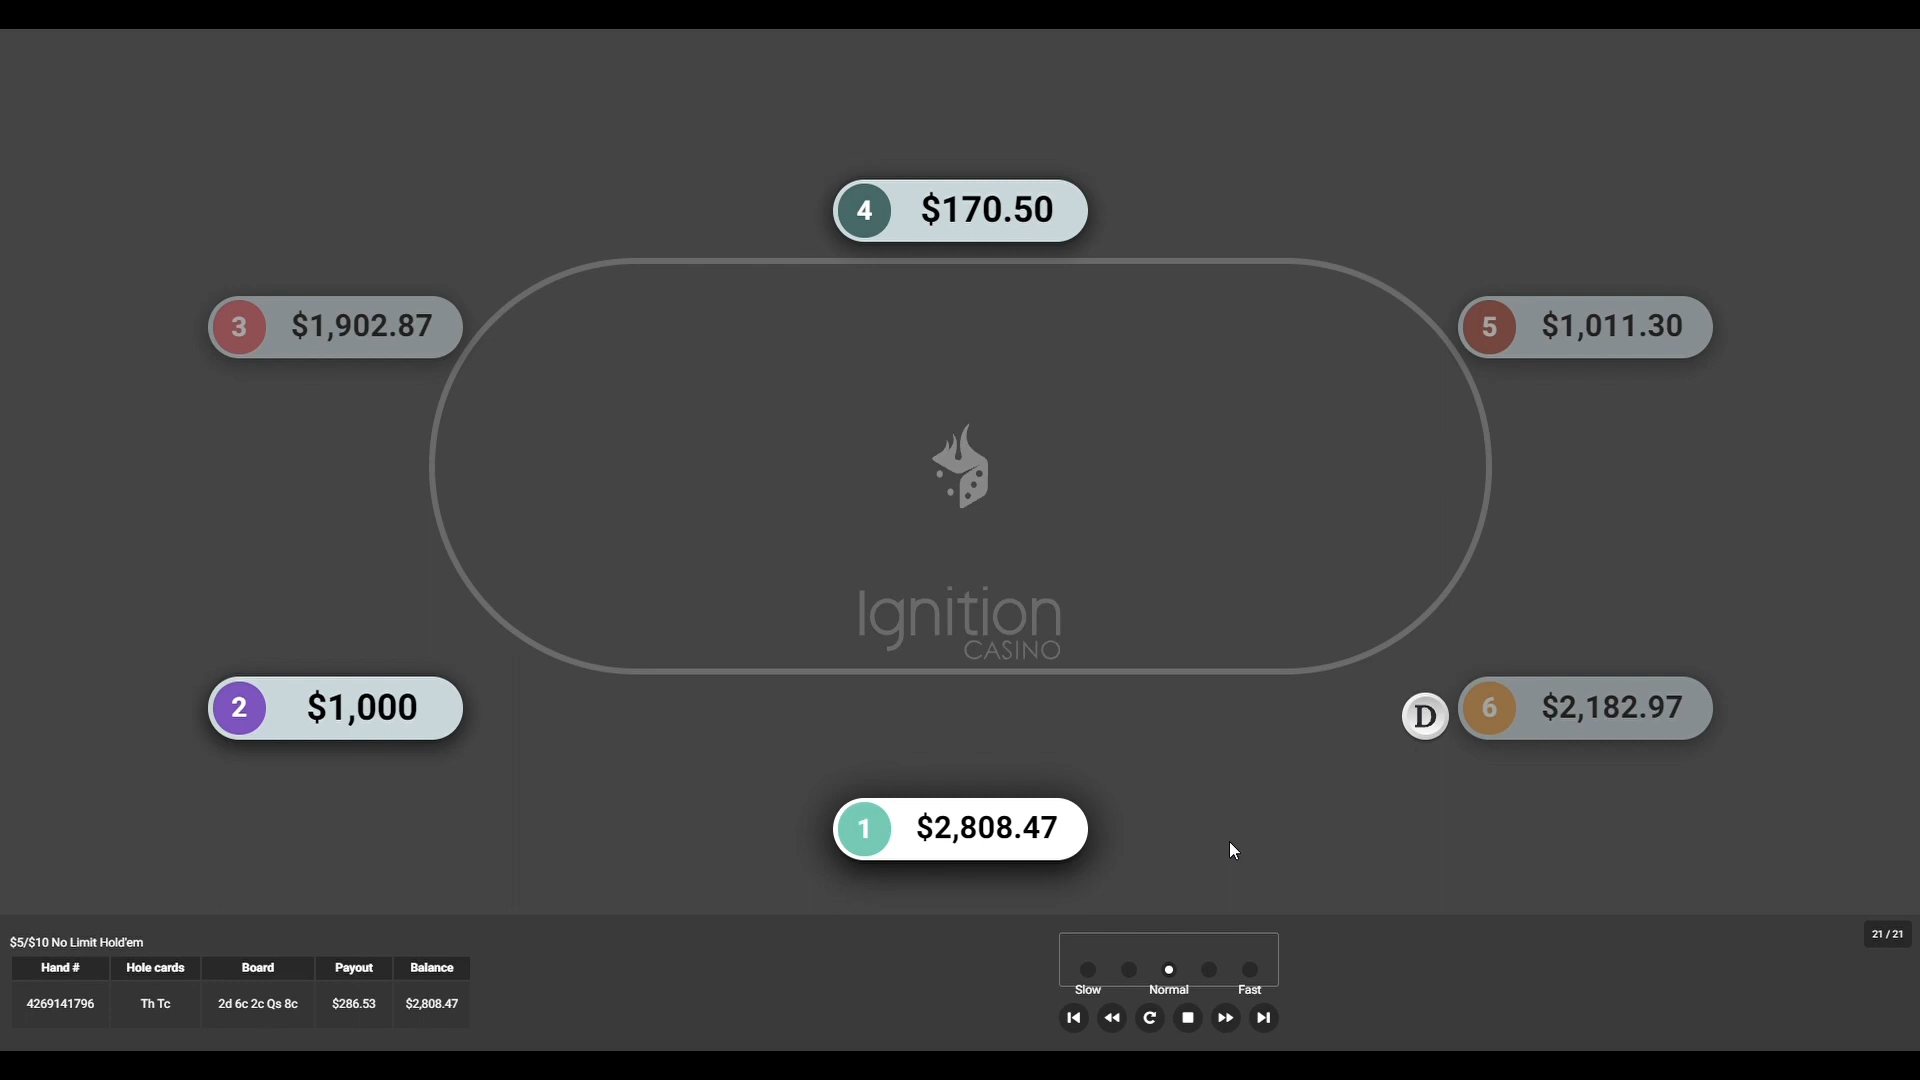 4 $170.50
3 $1,902.87
5 $1,011.30
Ignition
CASINO
2 $1,000
D
6 $2,182.97
1 $2,808.47
$5/$10 No Limit Hold'em
21 / 21
Hand # Hole cards Board Payout Balance
4269141796 Th Tc 2d 6c 2c Qs 8c $286.53 $2,808.47
Slow Normal Fast